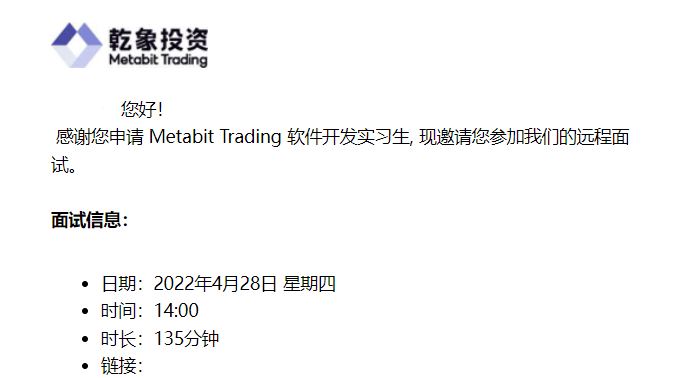 乾象投资
Metabit Trading
您好！
感谢您申请 Metabit Trading 软件开发实习生, 现邀请您参加我们的远程面
试。
面试信息：
• 日期：2022年4月28日 星期四
• 时间：14:00
• 时长：135分钟
• 链接：